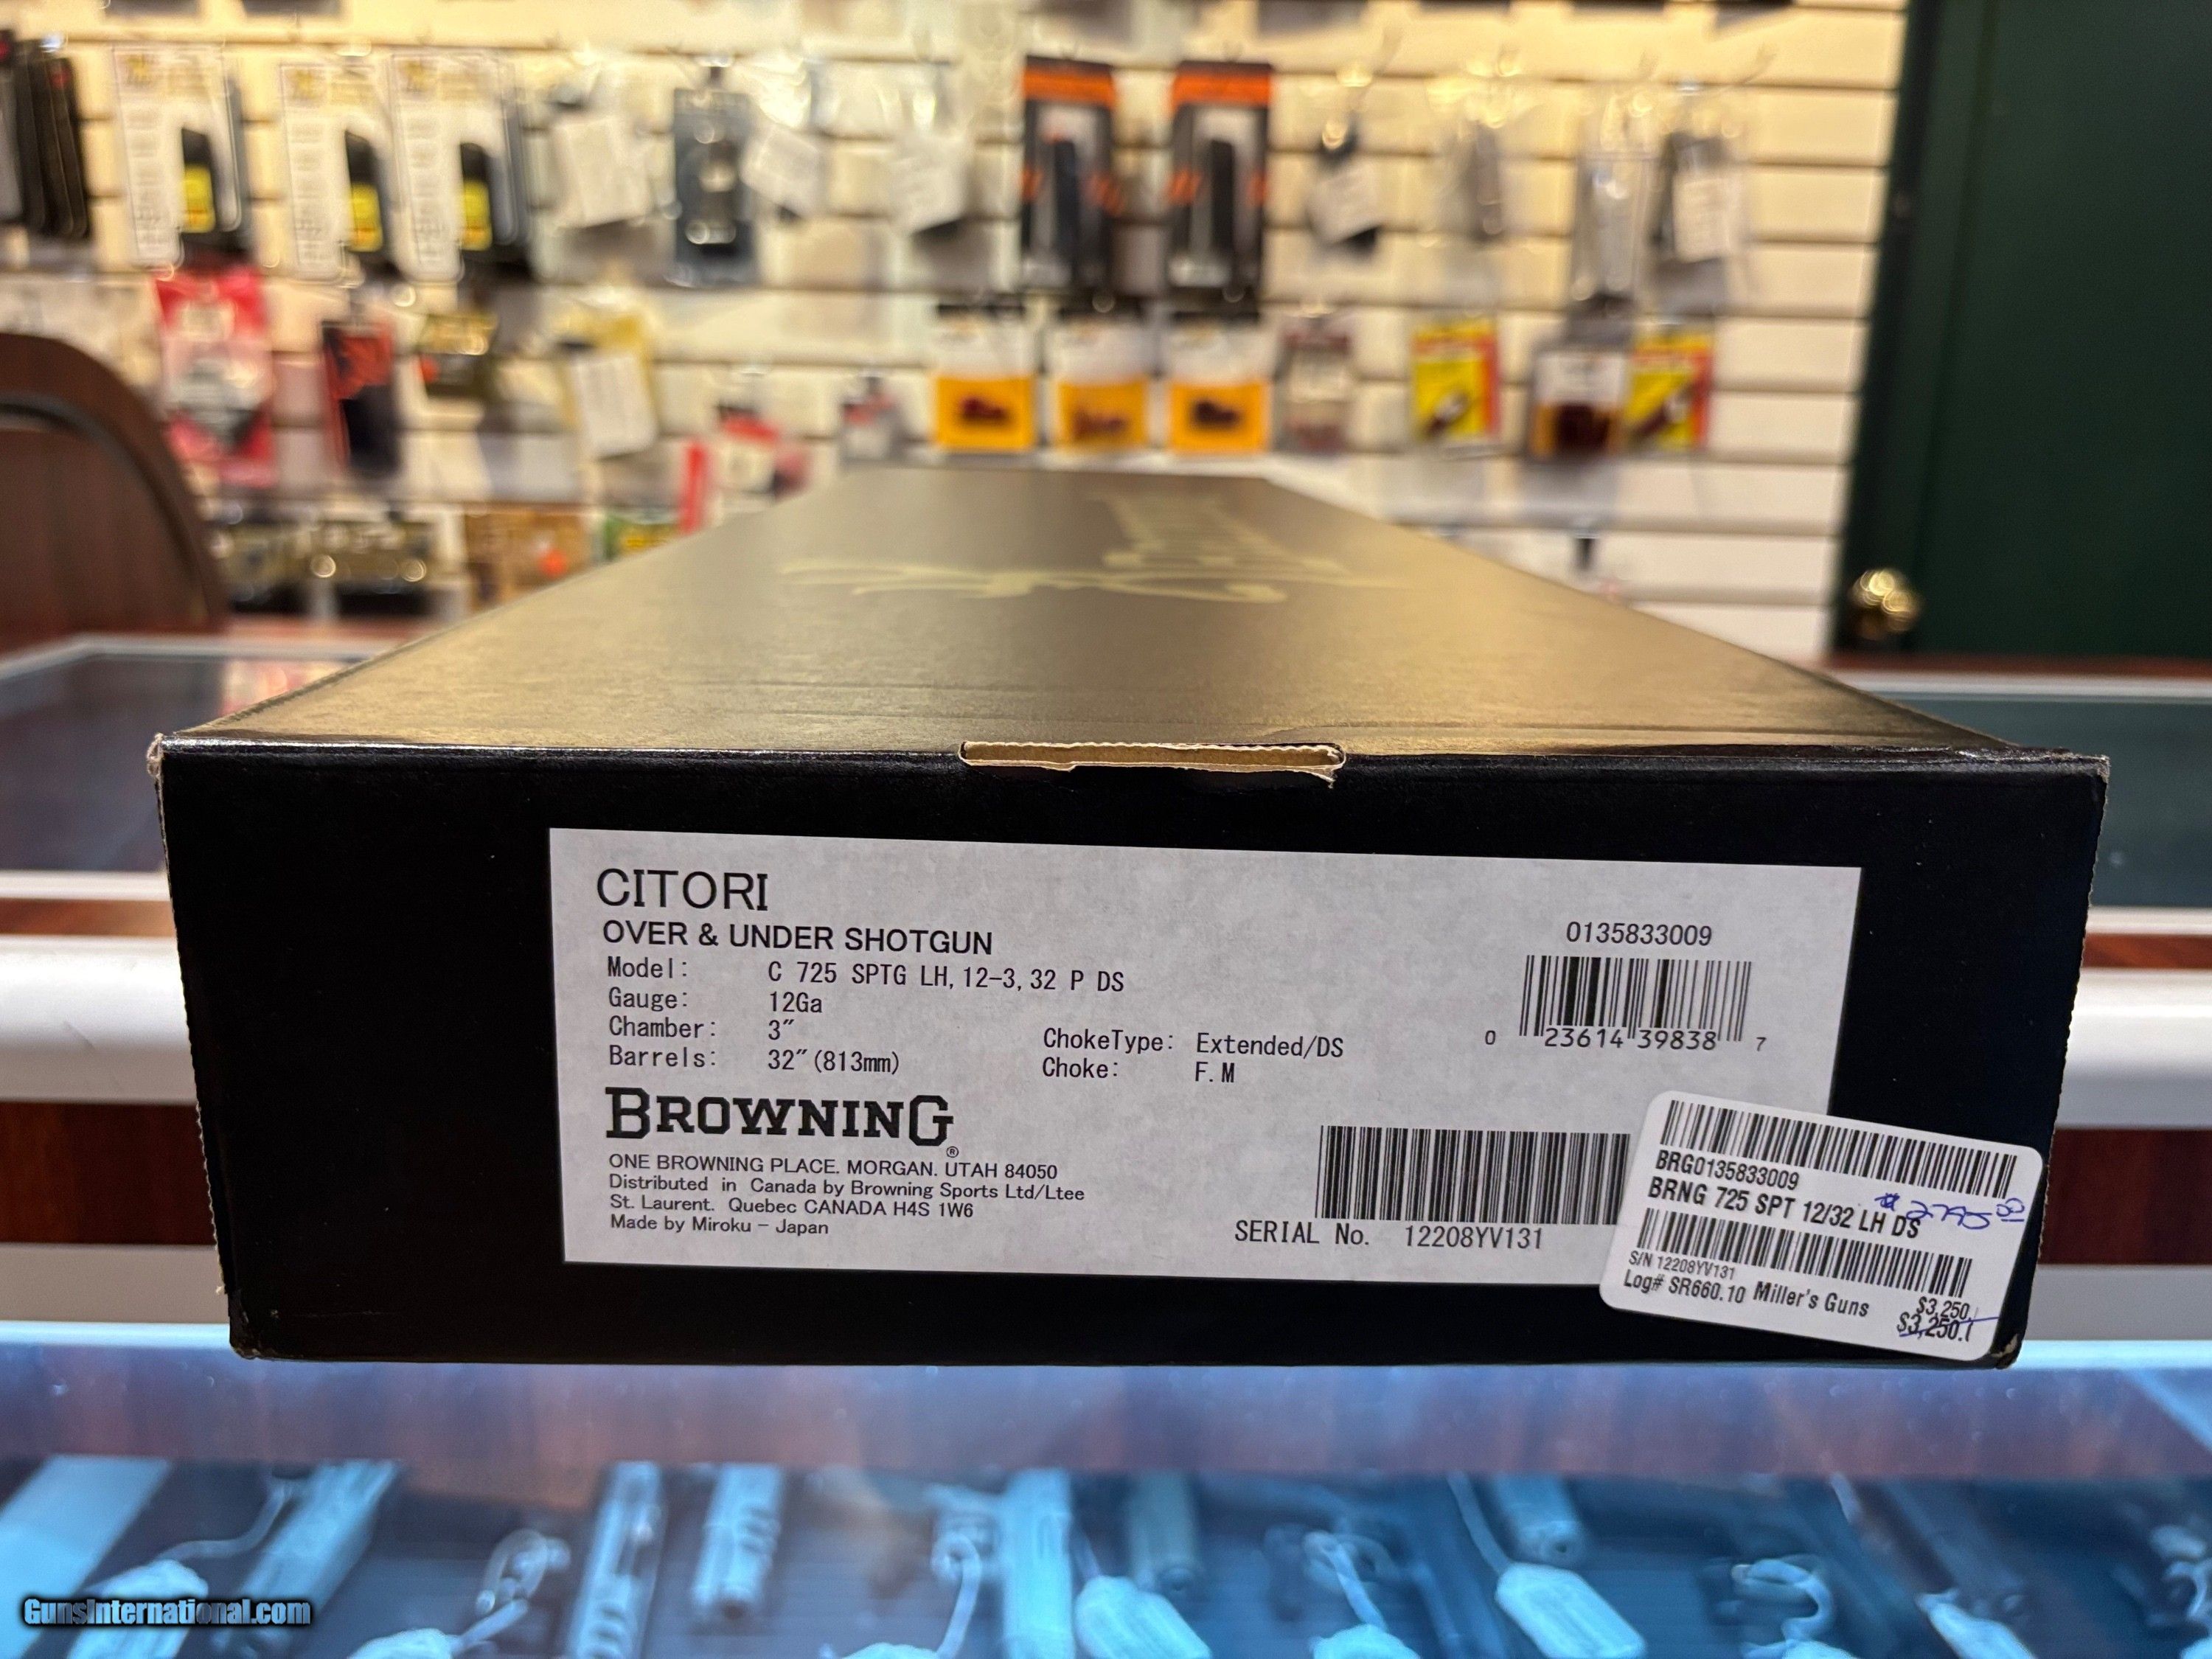 CITORI
OVER & UNDER SHOTGUN
Model: C 725 SPTG LH, 12-3, 32 P DS
Gauge: 12Ga
Chamber: 3"
Barrels: 32"(813mm)
ChokeType: Extended/DS
Choke: F.M
0135833009
0 23614 39838 7
BROWNING®
ONE BROWNING PLACE. MORGAN. UTAH 84050
Distributed in Canada by Browning Sports Ltd/Ltee
St. Laurent. Quebec CANADA H4S 1W6
Made by Miroku - Japan
SERIAL No. 12208YV131
BRG0135833009
BRNG 725 SPT 12/32 LH DS
$2795.00
S/N 12208YV131
Log# SR660.10 Miller's Guns
$3,250.
$3,250.
GunsInternational.com